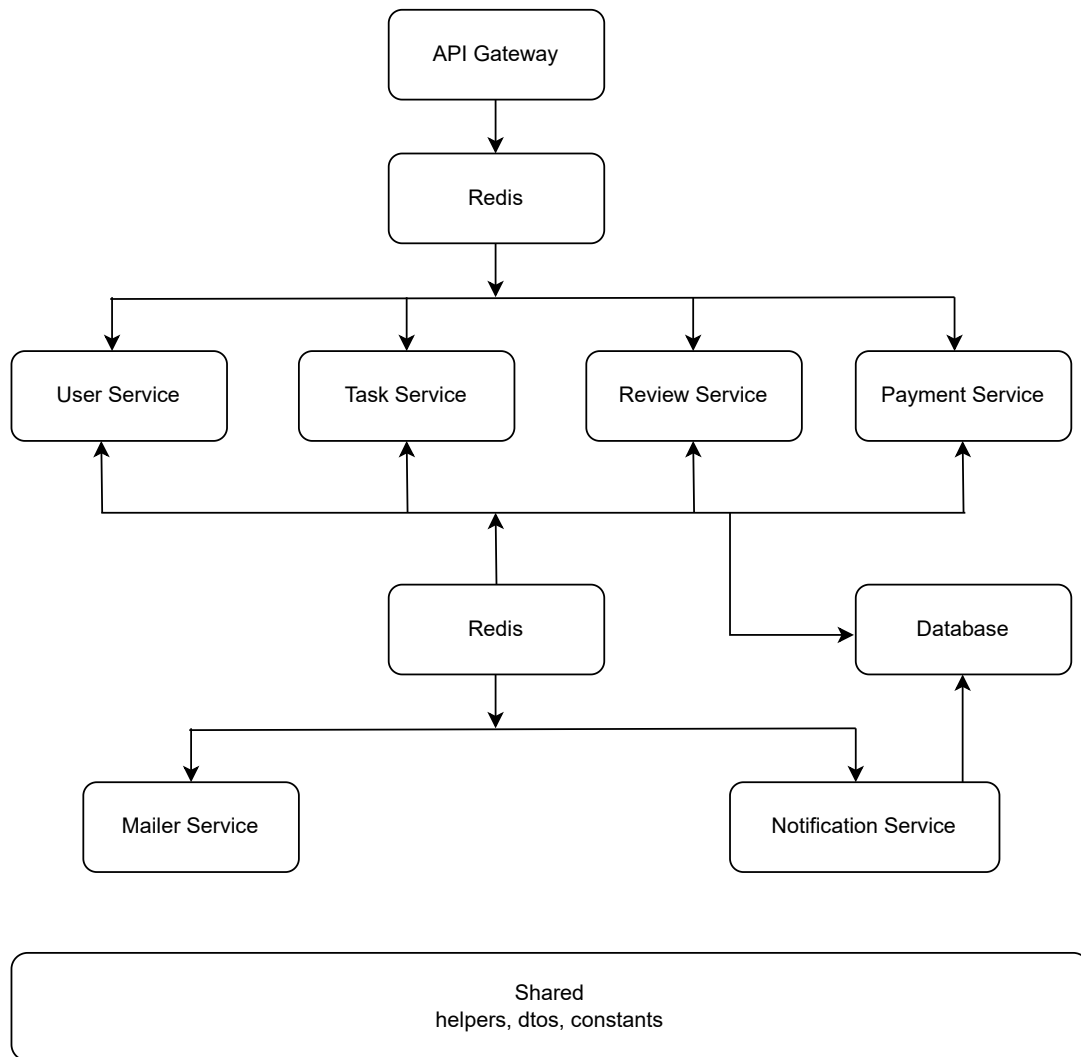 API Gateway
Redis
User Service
Task Service
Review Service
Payment Service
Redis
Database
Mailer Service
Notification Service
Shared
helpers, dtos, constants